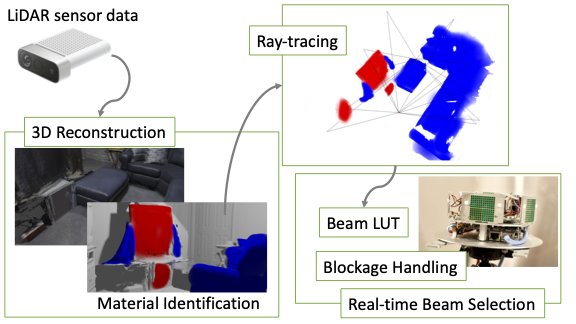 LiDAR sensor data
3D Reconstruction
Material Identification
Ray-tracing
Beam LUT
Blockage Handling
Real-time Beam Selection